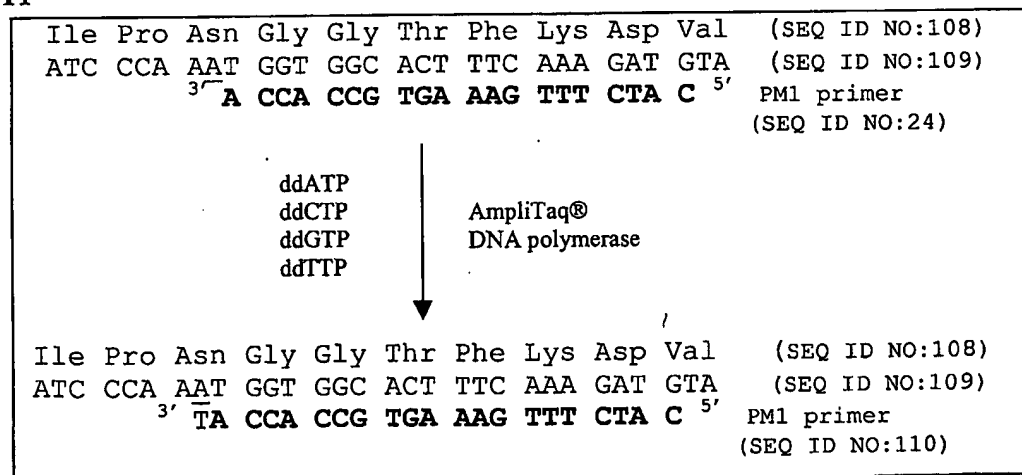 Ile Pro Asn Gly Gly Thr Phe Lys Asp Val (SEQ ID NO:108)
ATC CCA AAT GGT GGC ACT TTC AAA GAT GTA (SEQ ID NO:109)
3' A CCA CCG TGA AAG TTT CTA C 5' PM1 primer
(SEQ ID NO:24)
ddATP
ddCTP AmpliTaq®
ddGTP DNA polymerase
ddTTP
Ile Pro Asn Gly Gly Thr Phe Lys Asp Val (SEQ ID NO:108)
ATC CCA AAT GGT GGC ACT TTC AAA GAT GTA (SEQ ID NO:109)
3' TA CCA CCG TGA AAG TTT CTA C 5' PM1 primer
(SEQ ID NO:110)